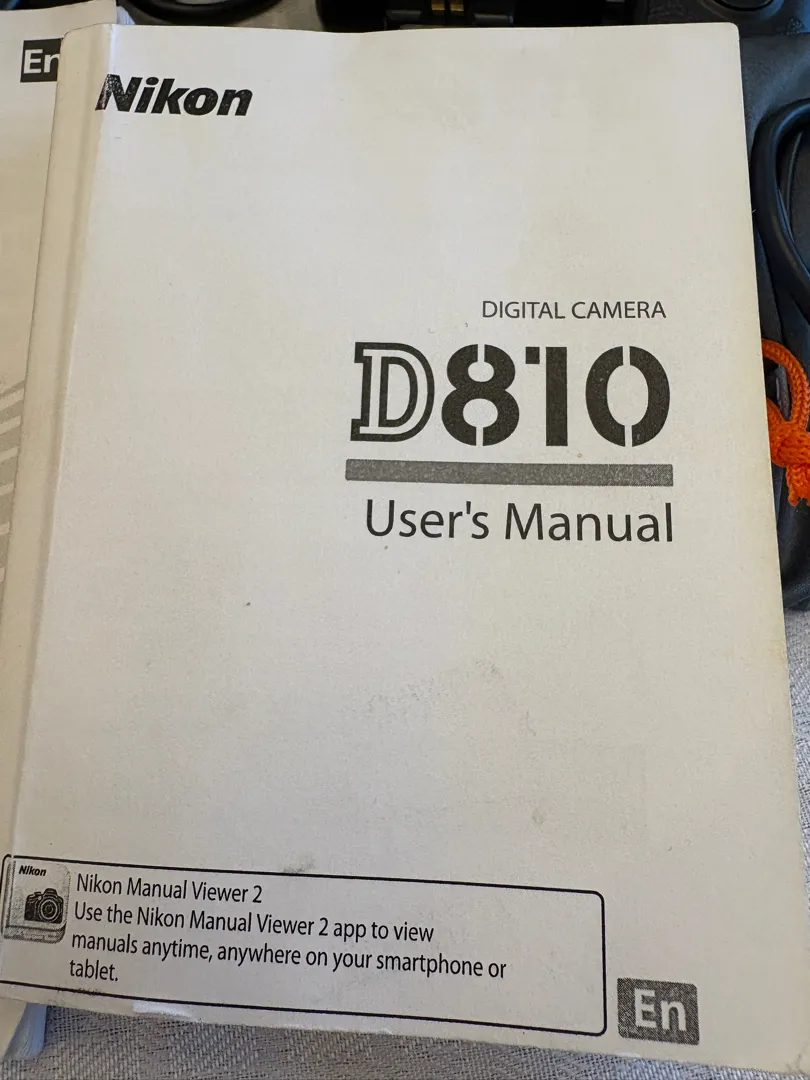 En
Nikon
DIGITAL CAMERA
D810
User's Manual
Nikon
Nikon Manual Viewer 2
Use the Nikon Manual Viewer 2 app to view
manuals anytime, anywhere on your smartphone or
tablet.
En